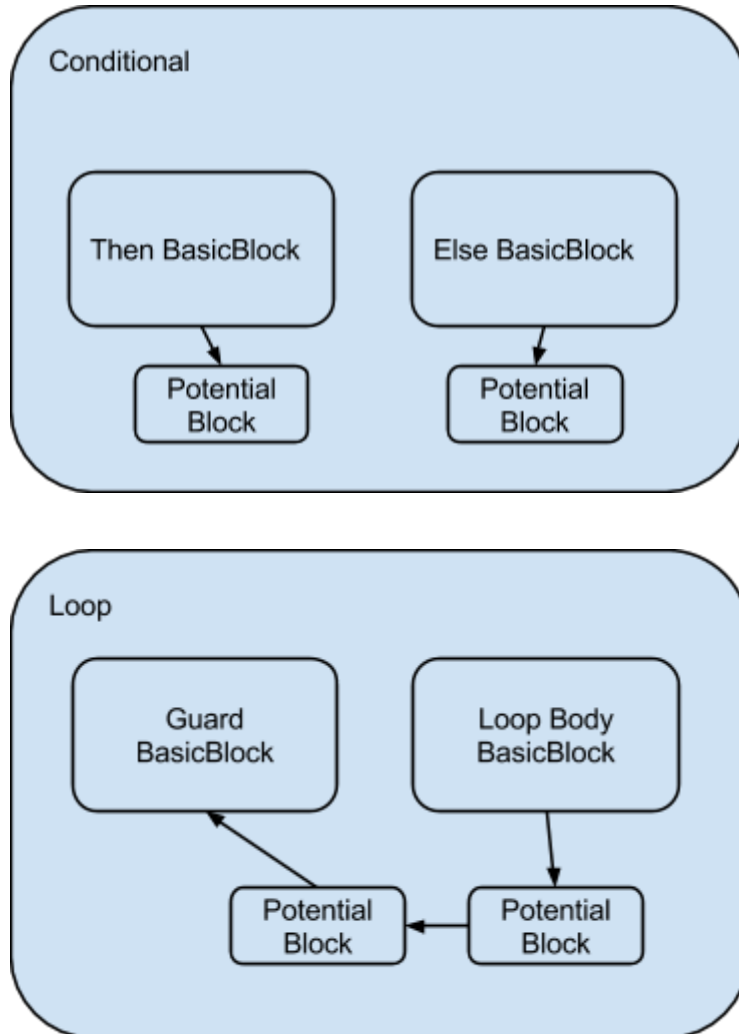 Conditional
Then BasicBlock
Else BasicBlock
Potential
Block
Potential
Block
Loop
Guard
BasicBlock
Loop Body
BasicBlock
Potential
Block
Potential
Block